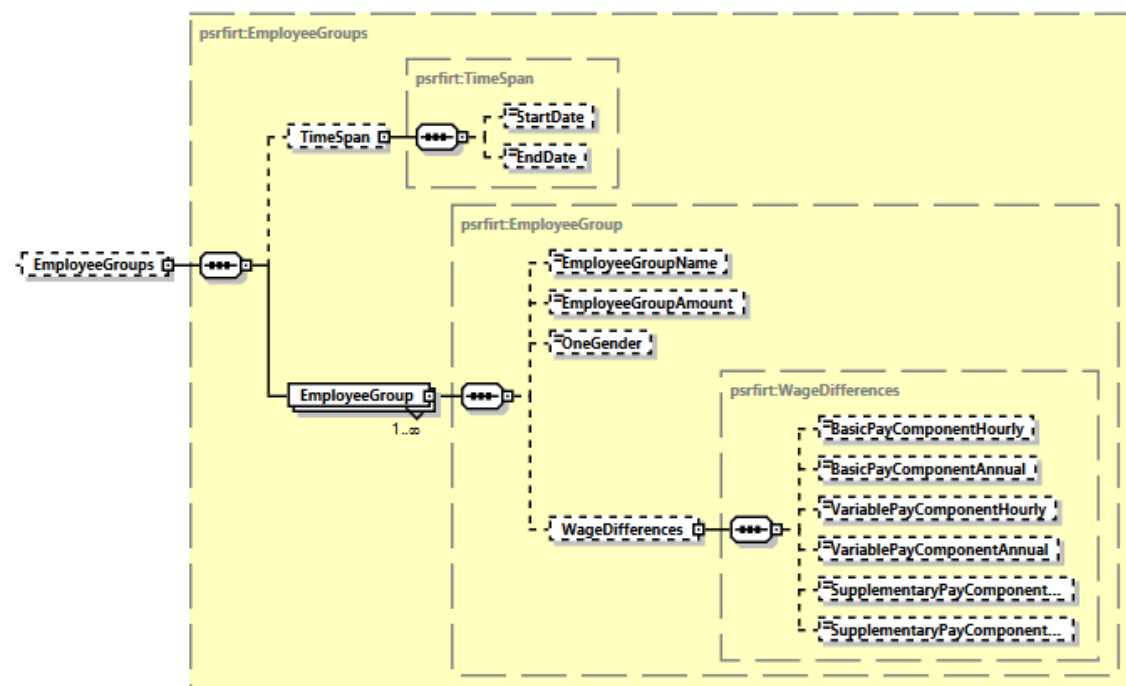 psrfirt:EmployeeGroups
psrfirt:TimeSpan
StartDate
TimeSpan
EndDate
psrfirt:EmployeeGroup
EmployeeGroups
EmployeeGroupName
EmployeeGroupAmount
OneGender
psrfirt:WageDifferences
EmployeeGroup
1..∞
BasicPayComponentHourly
BasicPayComponentAnnual
VariablePayComponentHourly
WageDifferences
VariablePayComponentAnnual
SupplementaryPayComponent...
SupplementaryPayComponent...